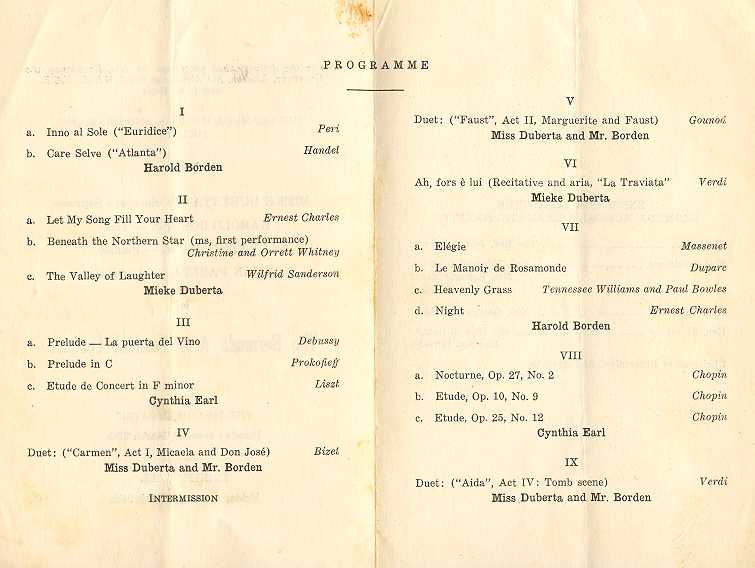 PROGRAMME
I
a. Inno al Sole ("Euridice") Peri
b. Care Selve ("Atlanta") Handel
Harold Borden
II
a. Let My Song Fill Your Heart Ernest Charles
b. Beneath the Northern Star (ms, first performance)
Christine and Orrett Whitney
c. The Valley of Laughter Wilfrid Sanderson
Mieke Duberta
III
a. Prelude — La puerta del Vino Debussy
b. Prelude in C Prokofieff
c. Etude de Concert in F minor Liszt
Cynthia Earl
IV
Duet: ("Carmen", Act I, Micaela and Don José) Bizet
Miss Duberta and Mr. Borden
INTERMISSION
V
Duet: ("Faust", Act II, Marguerite and Faust) Gounod
Miss Duberta and Mr. Borden
VI
Ah, fors è lui (Recitative and aria, "La Traviata" Verdi
Mieke Duberta
VII
a. Elégie Massenet
b. Le Manoir de Rosamonde Duparc
c. Heavenly Grass Tennessee Williams and Paul Bowles
d. Night Ernest Charles
Harold Borden
VIII
a. Nocturne, Op. 27, No. 2 Chopin
b. Etude, Op. 10, No. 9 Chopin
c. Etude, Op. 25, No. 12 Chopin
Cynthia Earl
IX
Duet: ("Aida", Act IV: Tomb scene) Verdi
Miss Duberta and Mr. Borden